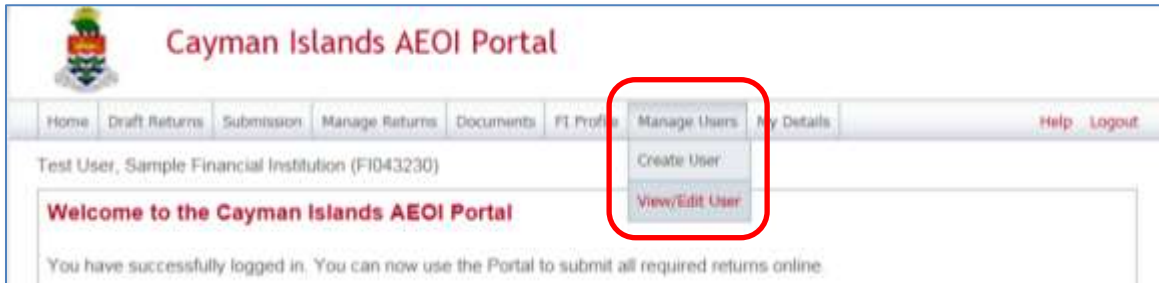 Cayman Islands AEOI Portal
Home Draft Returns Submission Manage Returns Documents FI Profile Manage Users My Details Help Logout
Create User
View/Edit User
Test User, Sample Financial Institution (FI043230)
Welcome to the Cayman Islands AEOI Portal
You have successfully logged in. You can now use the Portal to submit all required returns online